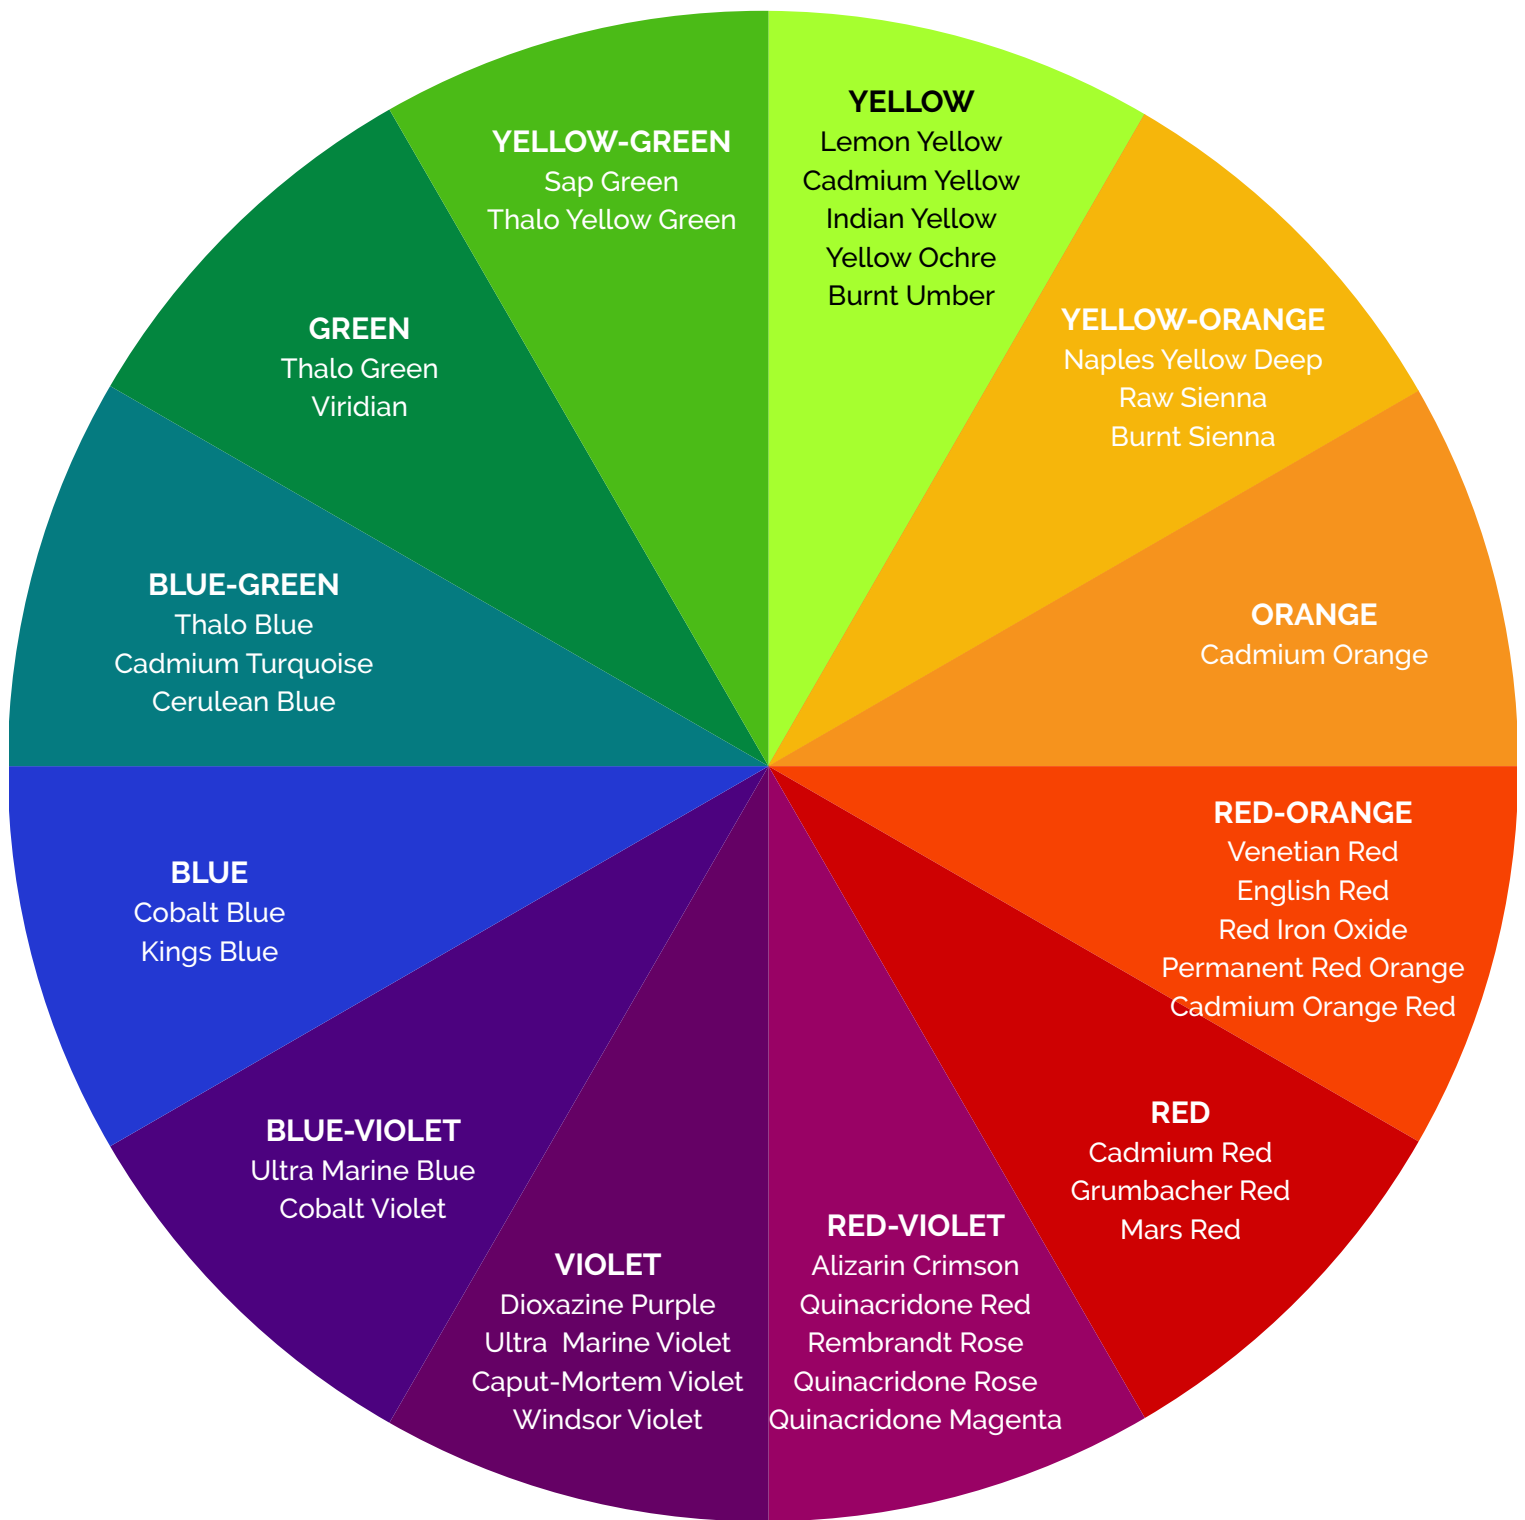 YELLOW
Lemon Yellow
Cadmium Yellow
Indian Yellow
Yellow Ochre
Burnt Umber
YELLOW-ORANGE
Naples Yellow Deep
Raw Sienna
Burnt Sienna
ORANGE
Cadmium Orange
RED-ORANGE
Venetian Red
English Red
Red Iron Oxide
Permanent Red Orange
Cadmium Orange Red
RED
Cadmium Red
Grumbacher Red
Mars Red
RED-VIOLET
Alizarin Crimson
Quinacridone Red
Rembrandt Rose
Quinacridone Rose
Quinacridone Magenta
VIOLET
Dioxazine Purple
Ultra  Marine Violet
Caput-Mortem Violet
Windsor Violet
BLUE-VIOLET
Ultra Marine Blue
Cobalt Violet
BLUE
Cobalt Blue
Kings Blue
BLUE-GREEN
Thalo Blue
Cadmium Turquoise
Cerulean Blue
GREEN
Thalo Green
Viridian
YELLOW-GREEN
Sap Green
Thalo Yellow Green